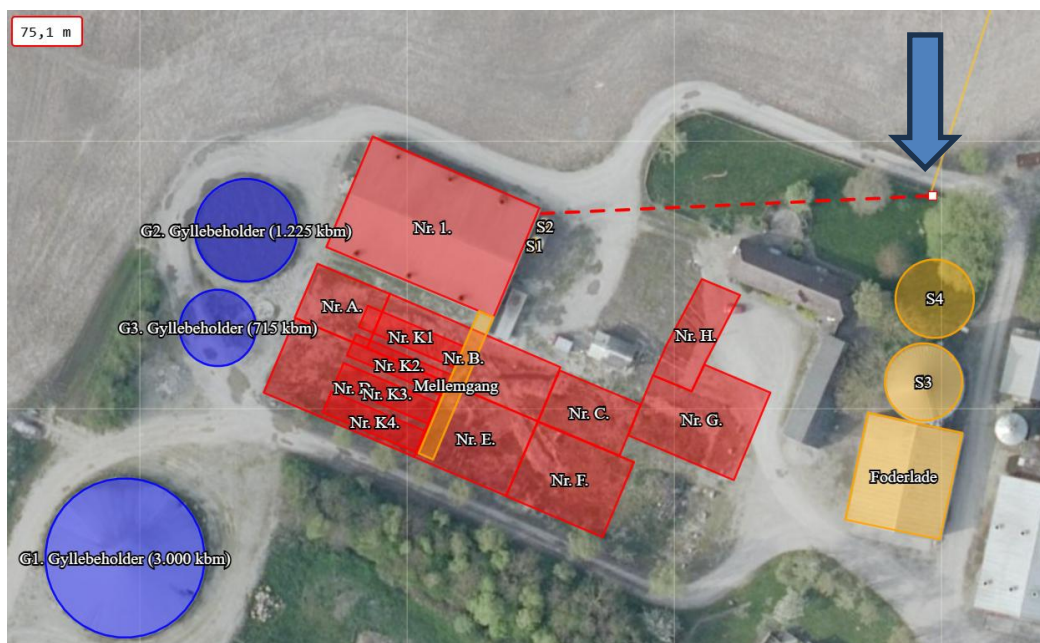 75,1 m
Nr. 1.
S2
S1
G2. Gyllebeholder (1.225 kbm)
G3. Gyllebeholder (715 kbm)
Nr. A.
Nr. K1
Nr. B.
Nr. K2.
Mellemgang
Nr. K3.
Nr. K4.
Nr. E.
Nr. C.
Nr. F.
Nr. H.
Nr. G.
S4
S3
Foderlade
G1. Gyllebeholder (3.000 kbm)